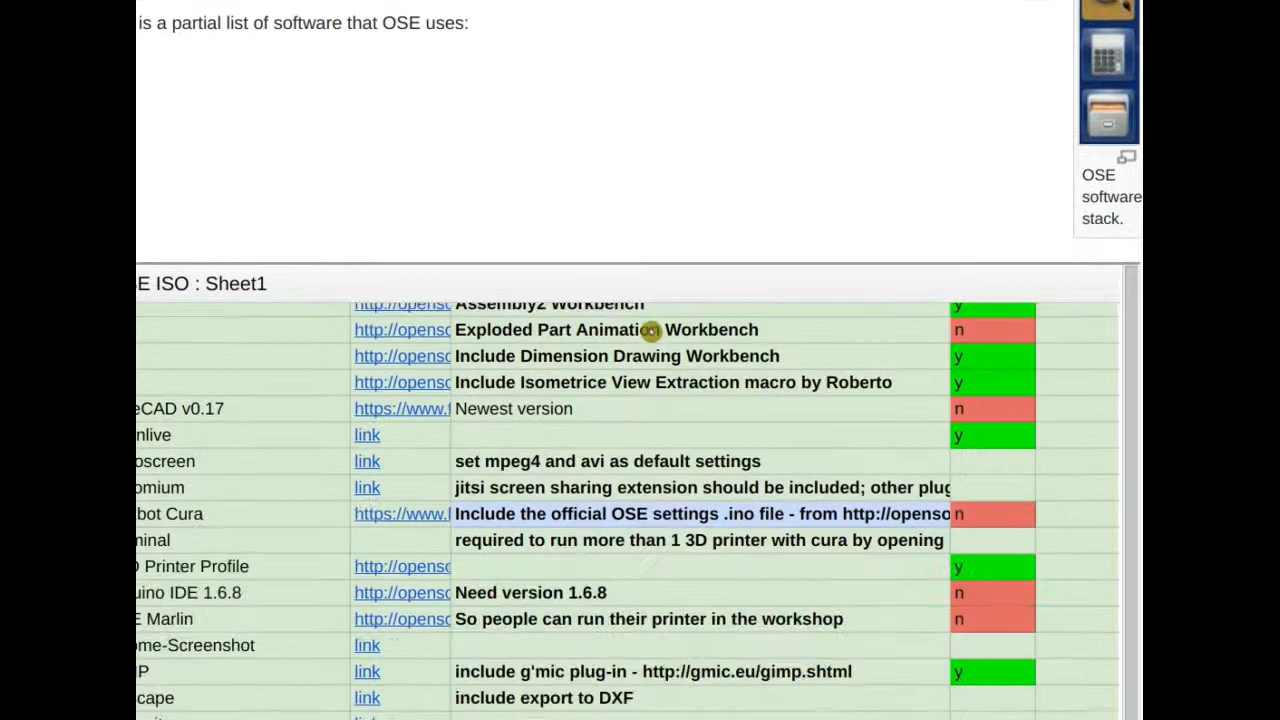 is a partial list of software that OSE uses:
OSE
software
stack.
E ISO : Sheet1
http://opensc Assembly2 Workbench y
http://opensc Exploded Part Animation Workbench n
http://opensc Include Dimension Drawing Workbench y
http://opensc Include Isometrice View Extraction macro by Roberto y
eCAD v0.17 https://www.f Newest version n
nlive link y
oscreen link set mpeg4 and avi as default settings
omium link jitsi screen sharing extension should be included; other plug
bot Cura https://www.l Include the official OSE settings .ino file - from http://openso n
minal required to run more than 1 3D printer with cura by opening
D Printer Profile http://opensc y
uino IDE 1.6.8 http://opensc Need version 1.6.8 n
E Marlin http://opensc So people can run their printer in the workshop n
ome-Screenshot link
IP link include g'mic plug-in - http://gmic.eu/gimp.shtml y
scape link include export to DXF